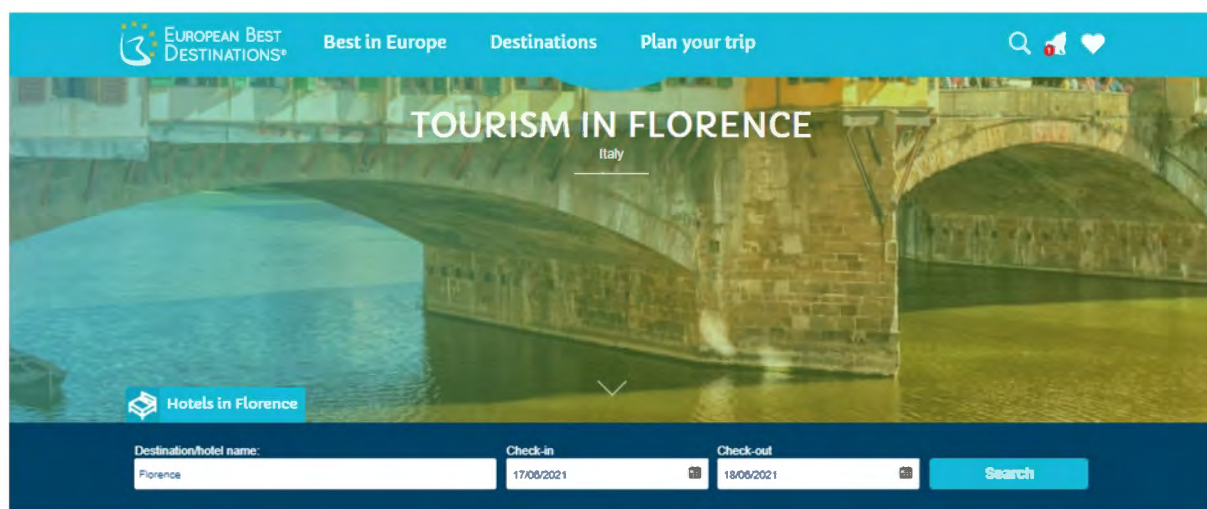 EUROPEAN BEST
DESTINATIONS®
Best in Europe
Destinations
Plan your trip
1
TOURISM IN FLORENCE
Italy
Hotels in Florence
Destination/hotel name:
Check-in
Check-out
Florence
17/06/2021
18/06/2021
Search